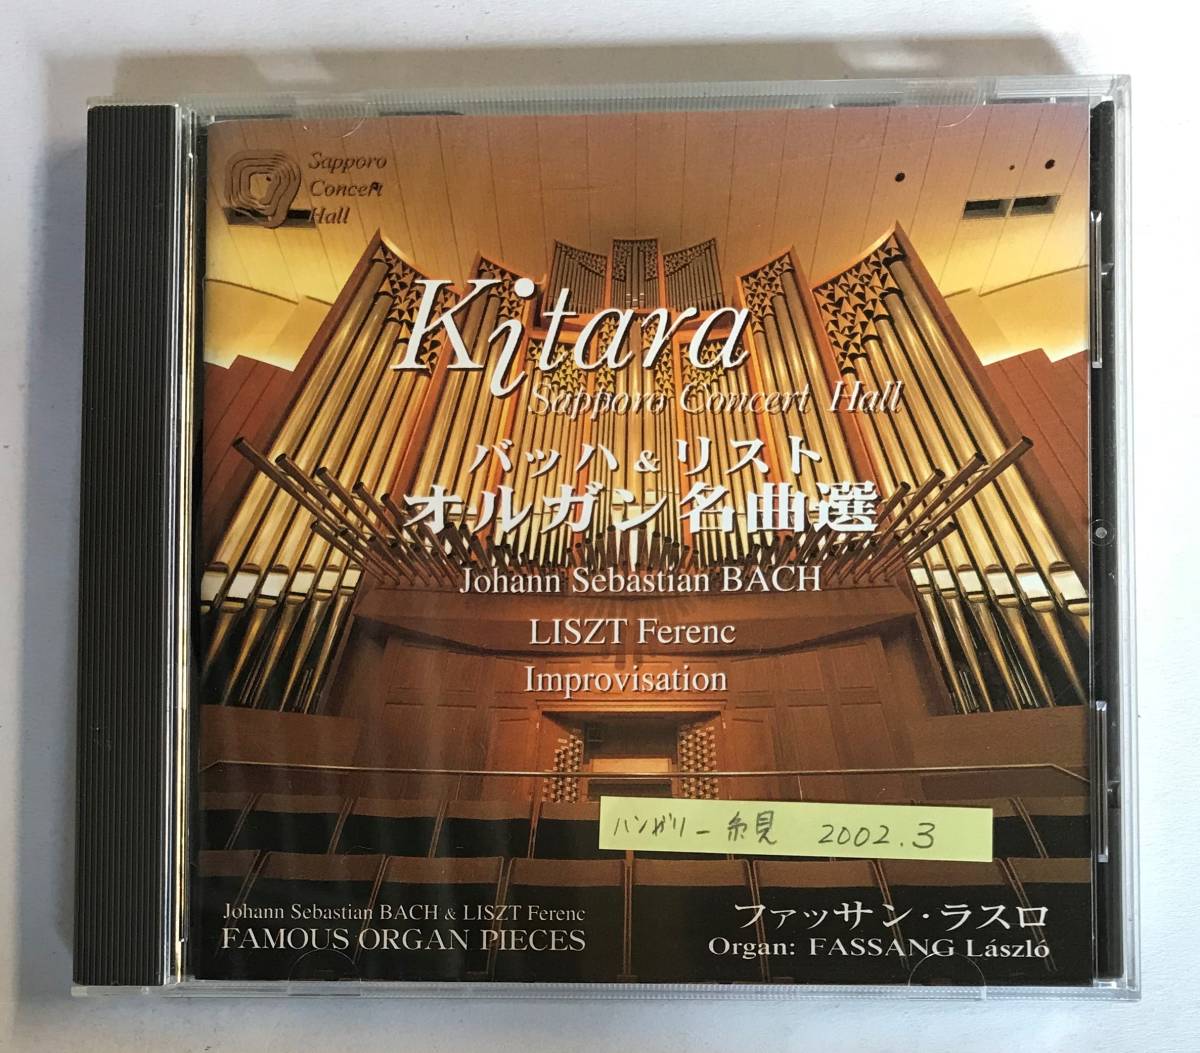 Sapporo
Concert
Hall
Kitara
Sapporo Concert Hall
バッハ&リスト
オルガン名曲選
Johann Sebastian BACH
LISZT Ferenc
Improvisation
ハンガリー 2002.3
Johann Sebastian BACH & LISZT Ferenc
FAMOUS ORGAN PIECES
ファッサン・ラスロ
Organ: FASSANG László